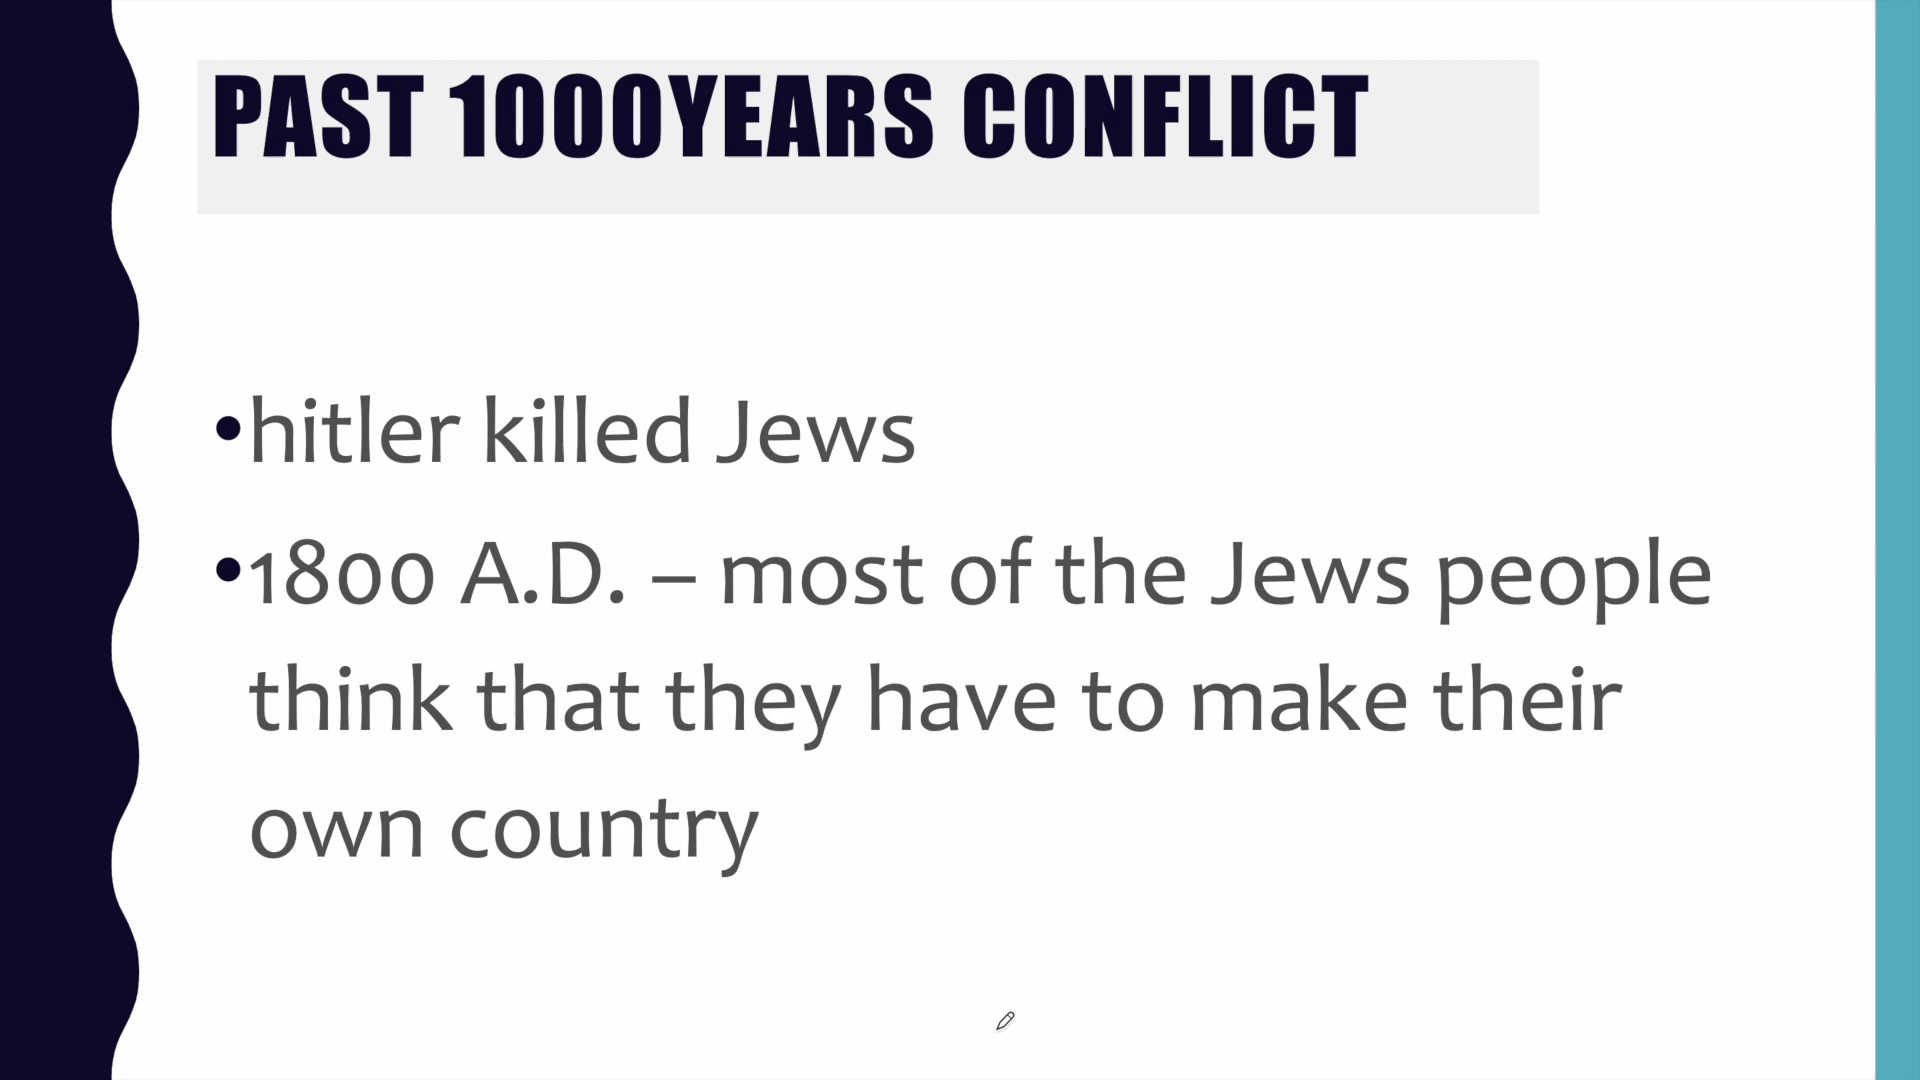 PAST 1000YEARS CONFLICT
•hitler killed Jews
•1800 A.D. – most of the Jews people
think that they have to make their
own country